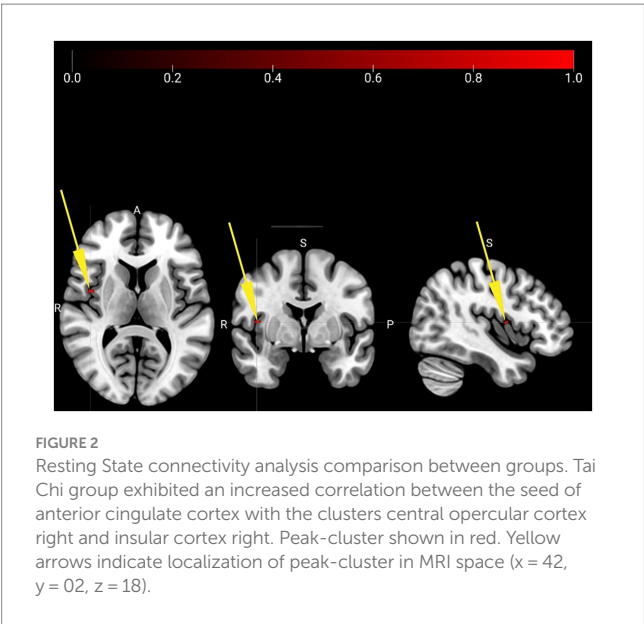 0.0 0.2 0.4 0.6 0.8 1.0
A
S
S
R
R
P
FIGURE 2
Resting State connectivity analysis comparison between groups. Tai
Chi group exhibited an increased correlation between the seed of
anterior cingulate cortex with the clusters central opercular cortex
right and insular cortex right. Peak-cluster shown in red. Yellow
arrows indicate localization of peak-cluster in MRI space (x = 42,
y = 02, z = 18).